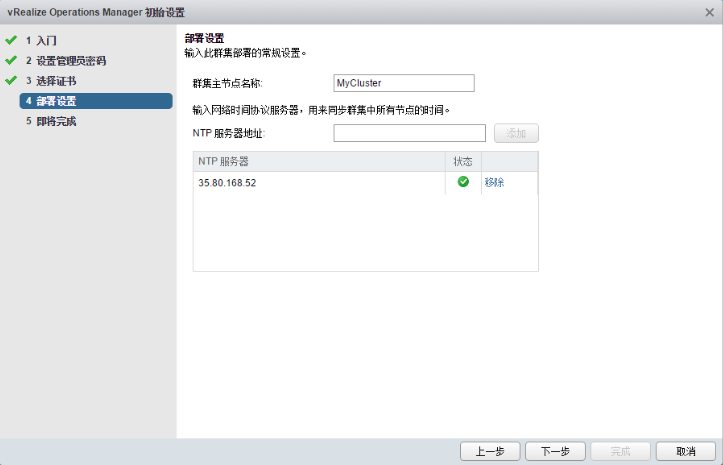 vRealize Operations Manager 初始设置
1 入门
2 设置管理员密码
3 选择证书
4 部署设置
5 即将完成
部署设置
输入此群集部署的常规设置。
群集主节点名称: MyCluster
输入网络时间协议服务器，用来同步群集中所有节点的时间。
NTP 服务器地址: 添加
NTP 服务器 状态
35.80.168.52 移除
上一步 下一步 完成 取消